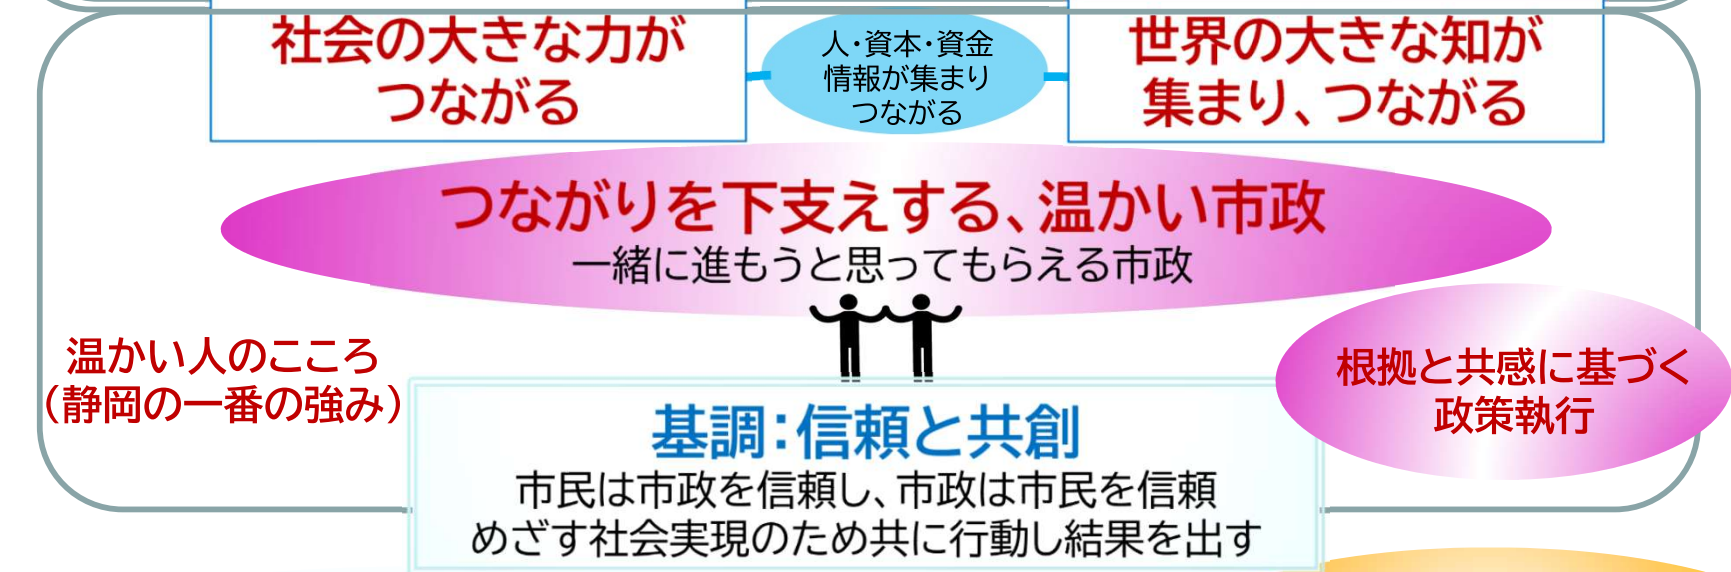 社会の大きな力が
つながる
人・資本・資金
情報が集まり
つながる
世界の大きな知が
集まり、つながる
つながりを下支えする、温かい市政
一緒に進もうと思ってもらえる市政
温かい人のこころ
（静岡の一番の強み）
根拠と共感に基づく
政策執行
基調：信頼と共創
市民は市政を信頼し、市政は市民を信頼
めざす社会実現のため共に行動し結果を出す